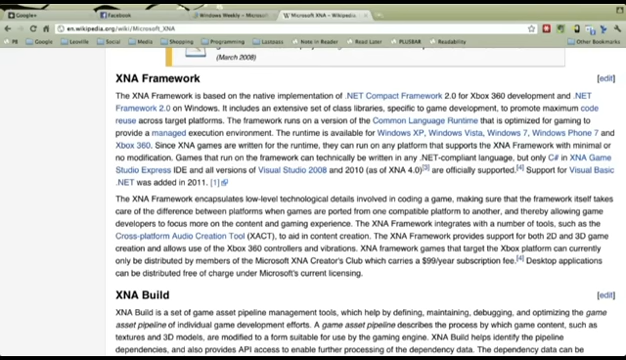 Google+
Facebook
Windows Weekly - Microsoft
Microsoft XNA - Wikipedia,
en.wikipedia.org/wiki/Microsoft_XNA
PB Google Leoville Social Media Shopping Programming Lastpass Note in Reader Read Later PLUSBAR Readability Other Bookmarks
(March 2008)
XNA Framework [edit]
The XNA Framework is based on the native implementation of .NET Compact Framework 2.0 for Xbox 360 development and .NET
Framework 2.0 on Windows. It includes an extensive set of class libraries, specific to game development, to promote maximum code
reuse across target platforms. The framework runs on a version of the Common Language Runtime that is optimized for gaming to
provide a managed execution environment. The runtime is available for Windows XP, Windows Vista, Windows 7, Windows Phone 7 and
Xbox 360. Since XNA games are written for the runtime, they can run on any platform that supports the XNA Framework with minimal or
no modification. Games that run on the framework can technically be written in any .NET-compliant language, but only C# in XNA Game
Studio Express IDE and all versions of Visual Studio 2008 and 2010 (as of XNA 4.0)[3] are officially supported.[4] Support for Visual Basic
.NET was added in 2011. [1]
The XNA Framework encapsulates low-level technological details involved in coding a game, making sure that the framework itself takes
care of the difference between platforms when games are ported from one compatible platform to another, and thereby allowing game
developers to focus more on the content and gaming experience. The XNA Framework integrates with a number of tools, such as the
Cross-platform Audio Creation Tool (XACT), to aid in content creation. The XNA Framework provides support for both 2D and 3D game
creation and allows use of the Xbox 360 controllers and vibrations. XNA framework games that target the Xbox platform can currently
only be distributed by members of the Microsoft XNA Creator's Club which carries a $99/year subscription fee.[4] Desktop applications
can be distributed free of charge under Microsoft's current licensing.
XNA Build [edit]
XNA Build is a set of game asset pipeline management tools, which help by defining, maintaining, debugging, and optimizing the game
asset pipeline of individual game development efforts. A game asset pipeline describes the process by which game content, such as
textures and 3D models, are modified to a form suitable for use by the gaming engine. XNA Build helps identify the pipeline
dependencies, and also provides API access to enable further processing of the dependency data. The dependency data can be